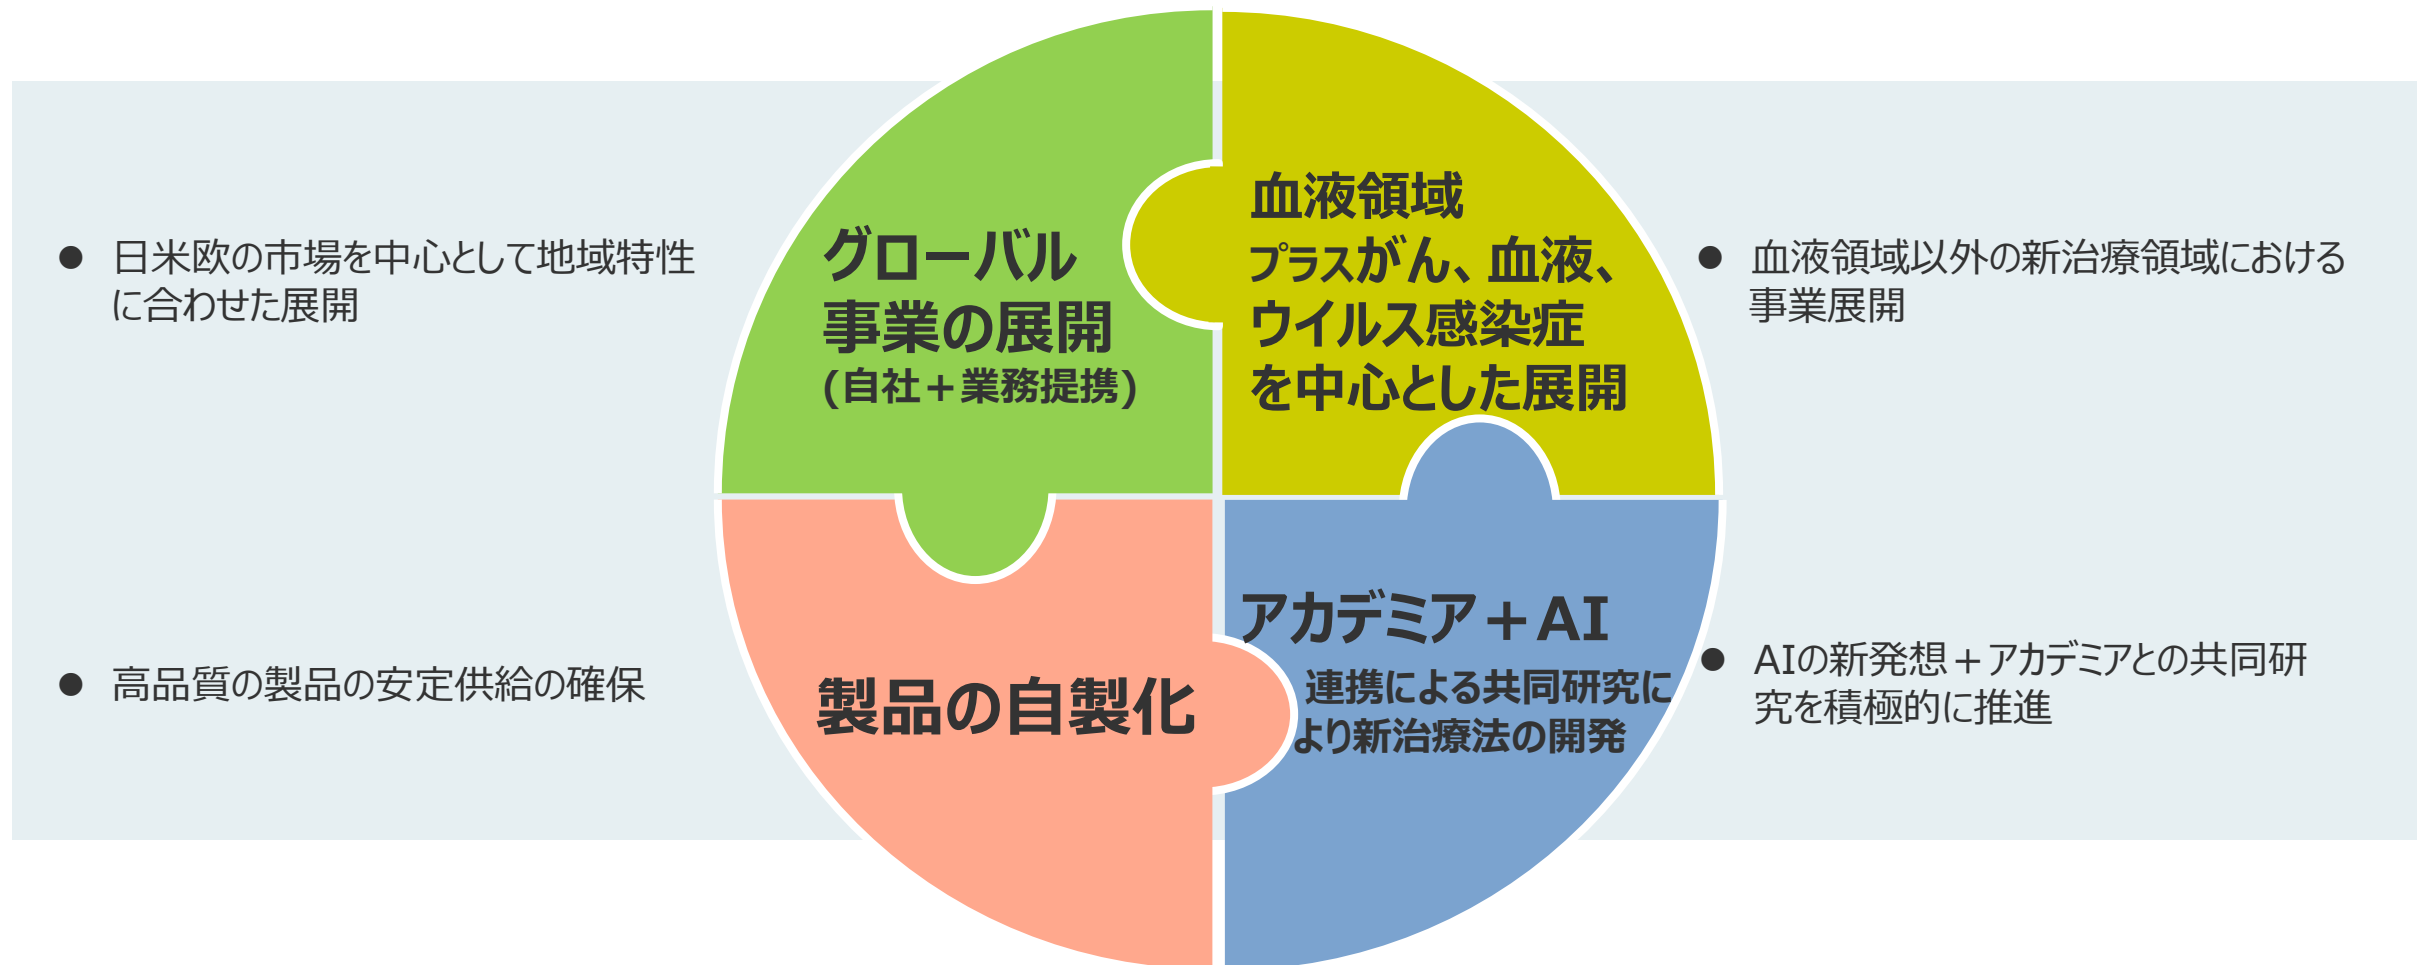 ● 日米欧の市場を中心として地域特性
に合わせた展開
グローバル
事業の展開
(自社＋業務提携)
血液領域
プラスがん、血液、
ウイルス感染症
を中心とした展開
● 血液領域以外の新治療領域における
事業展開
● 高品質の製品の安定供給の確保
製品の自製化
アカデミア＋AI
連携による共同研究に
より新治療法の開発
● AIの新発想＋アカデミアとの共同研
究を積極的に推進